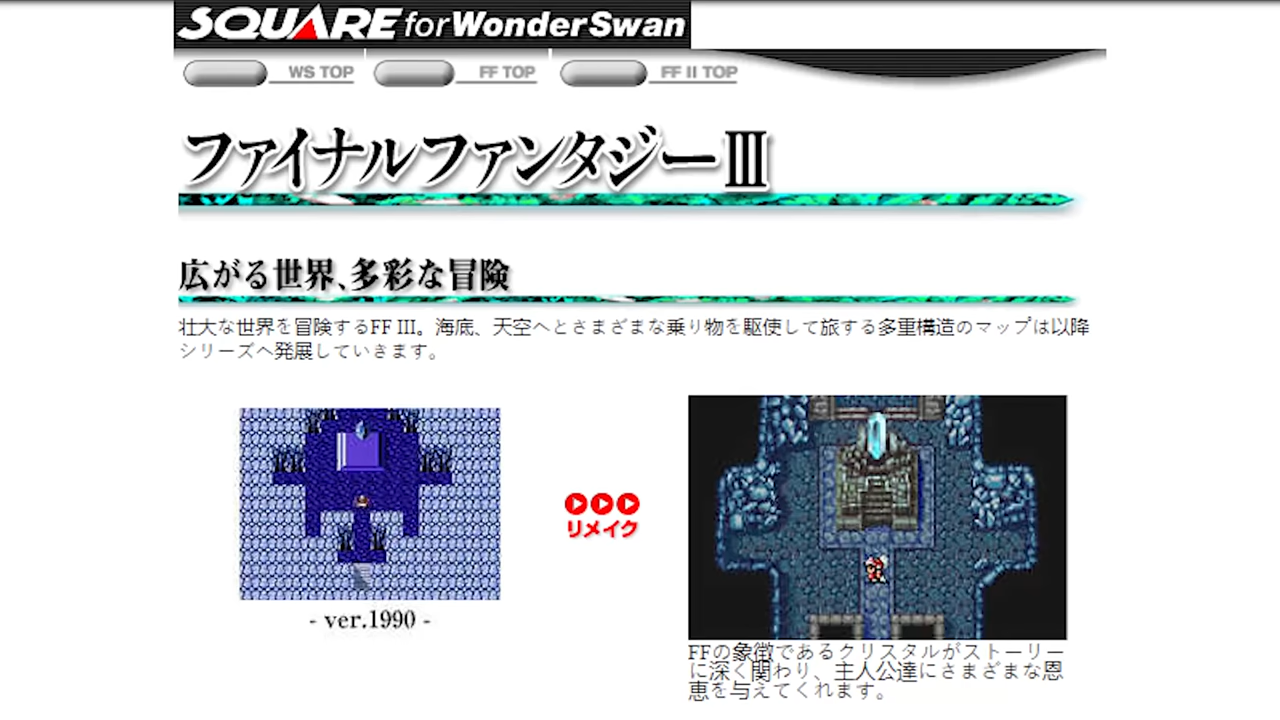 SQUARE for WonderSwan
WS TOP
FF TOP
FF II TOP
ファイナルファンタジーIII
広がる世界、多彩な冒険
壮大な世界を冒険するFF III。海底、天空へとさまざまな乗り物を駆使して旅する多重構造のマップは以降
シリーズへ発展していきます。
リメイク
- ver.1990 -
FFの象徴であるクリスタルがストーリー
に深く関わり、主人公達にさまざまな恩
恵を与えてくれます。